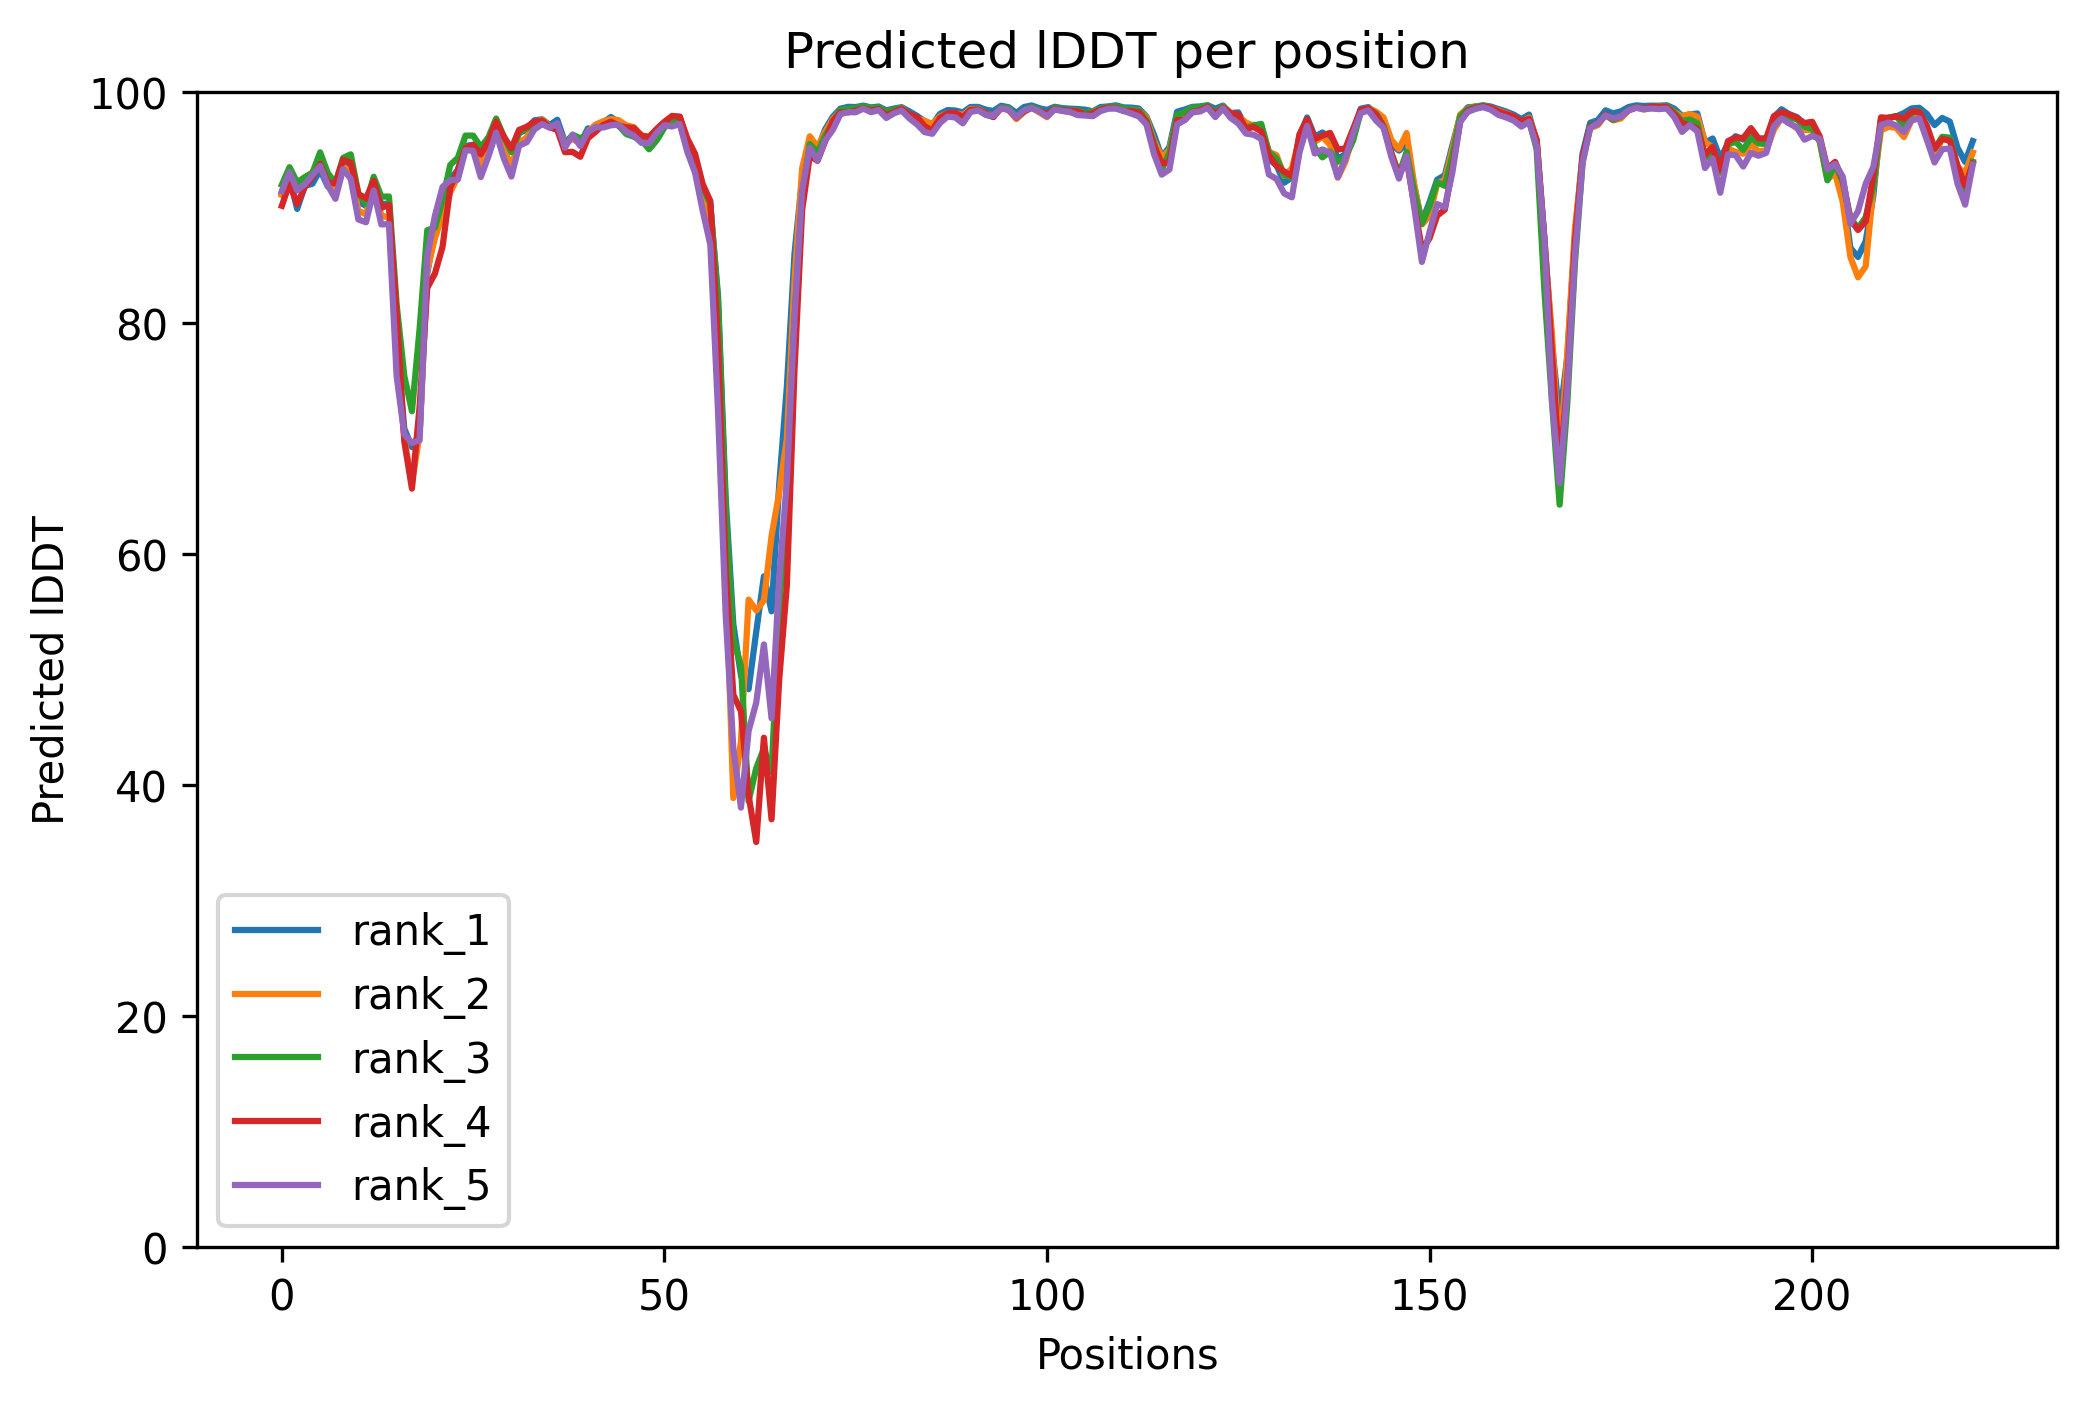 Predicted lDDT per position
100
80
60
40
20
0
Predicted lDDT
rank_1
rank_2
rank_3
rank_4
rank_5
0 50 100 150 200
Positions